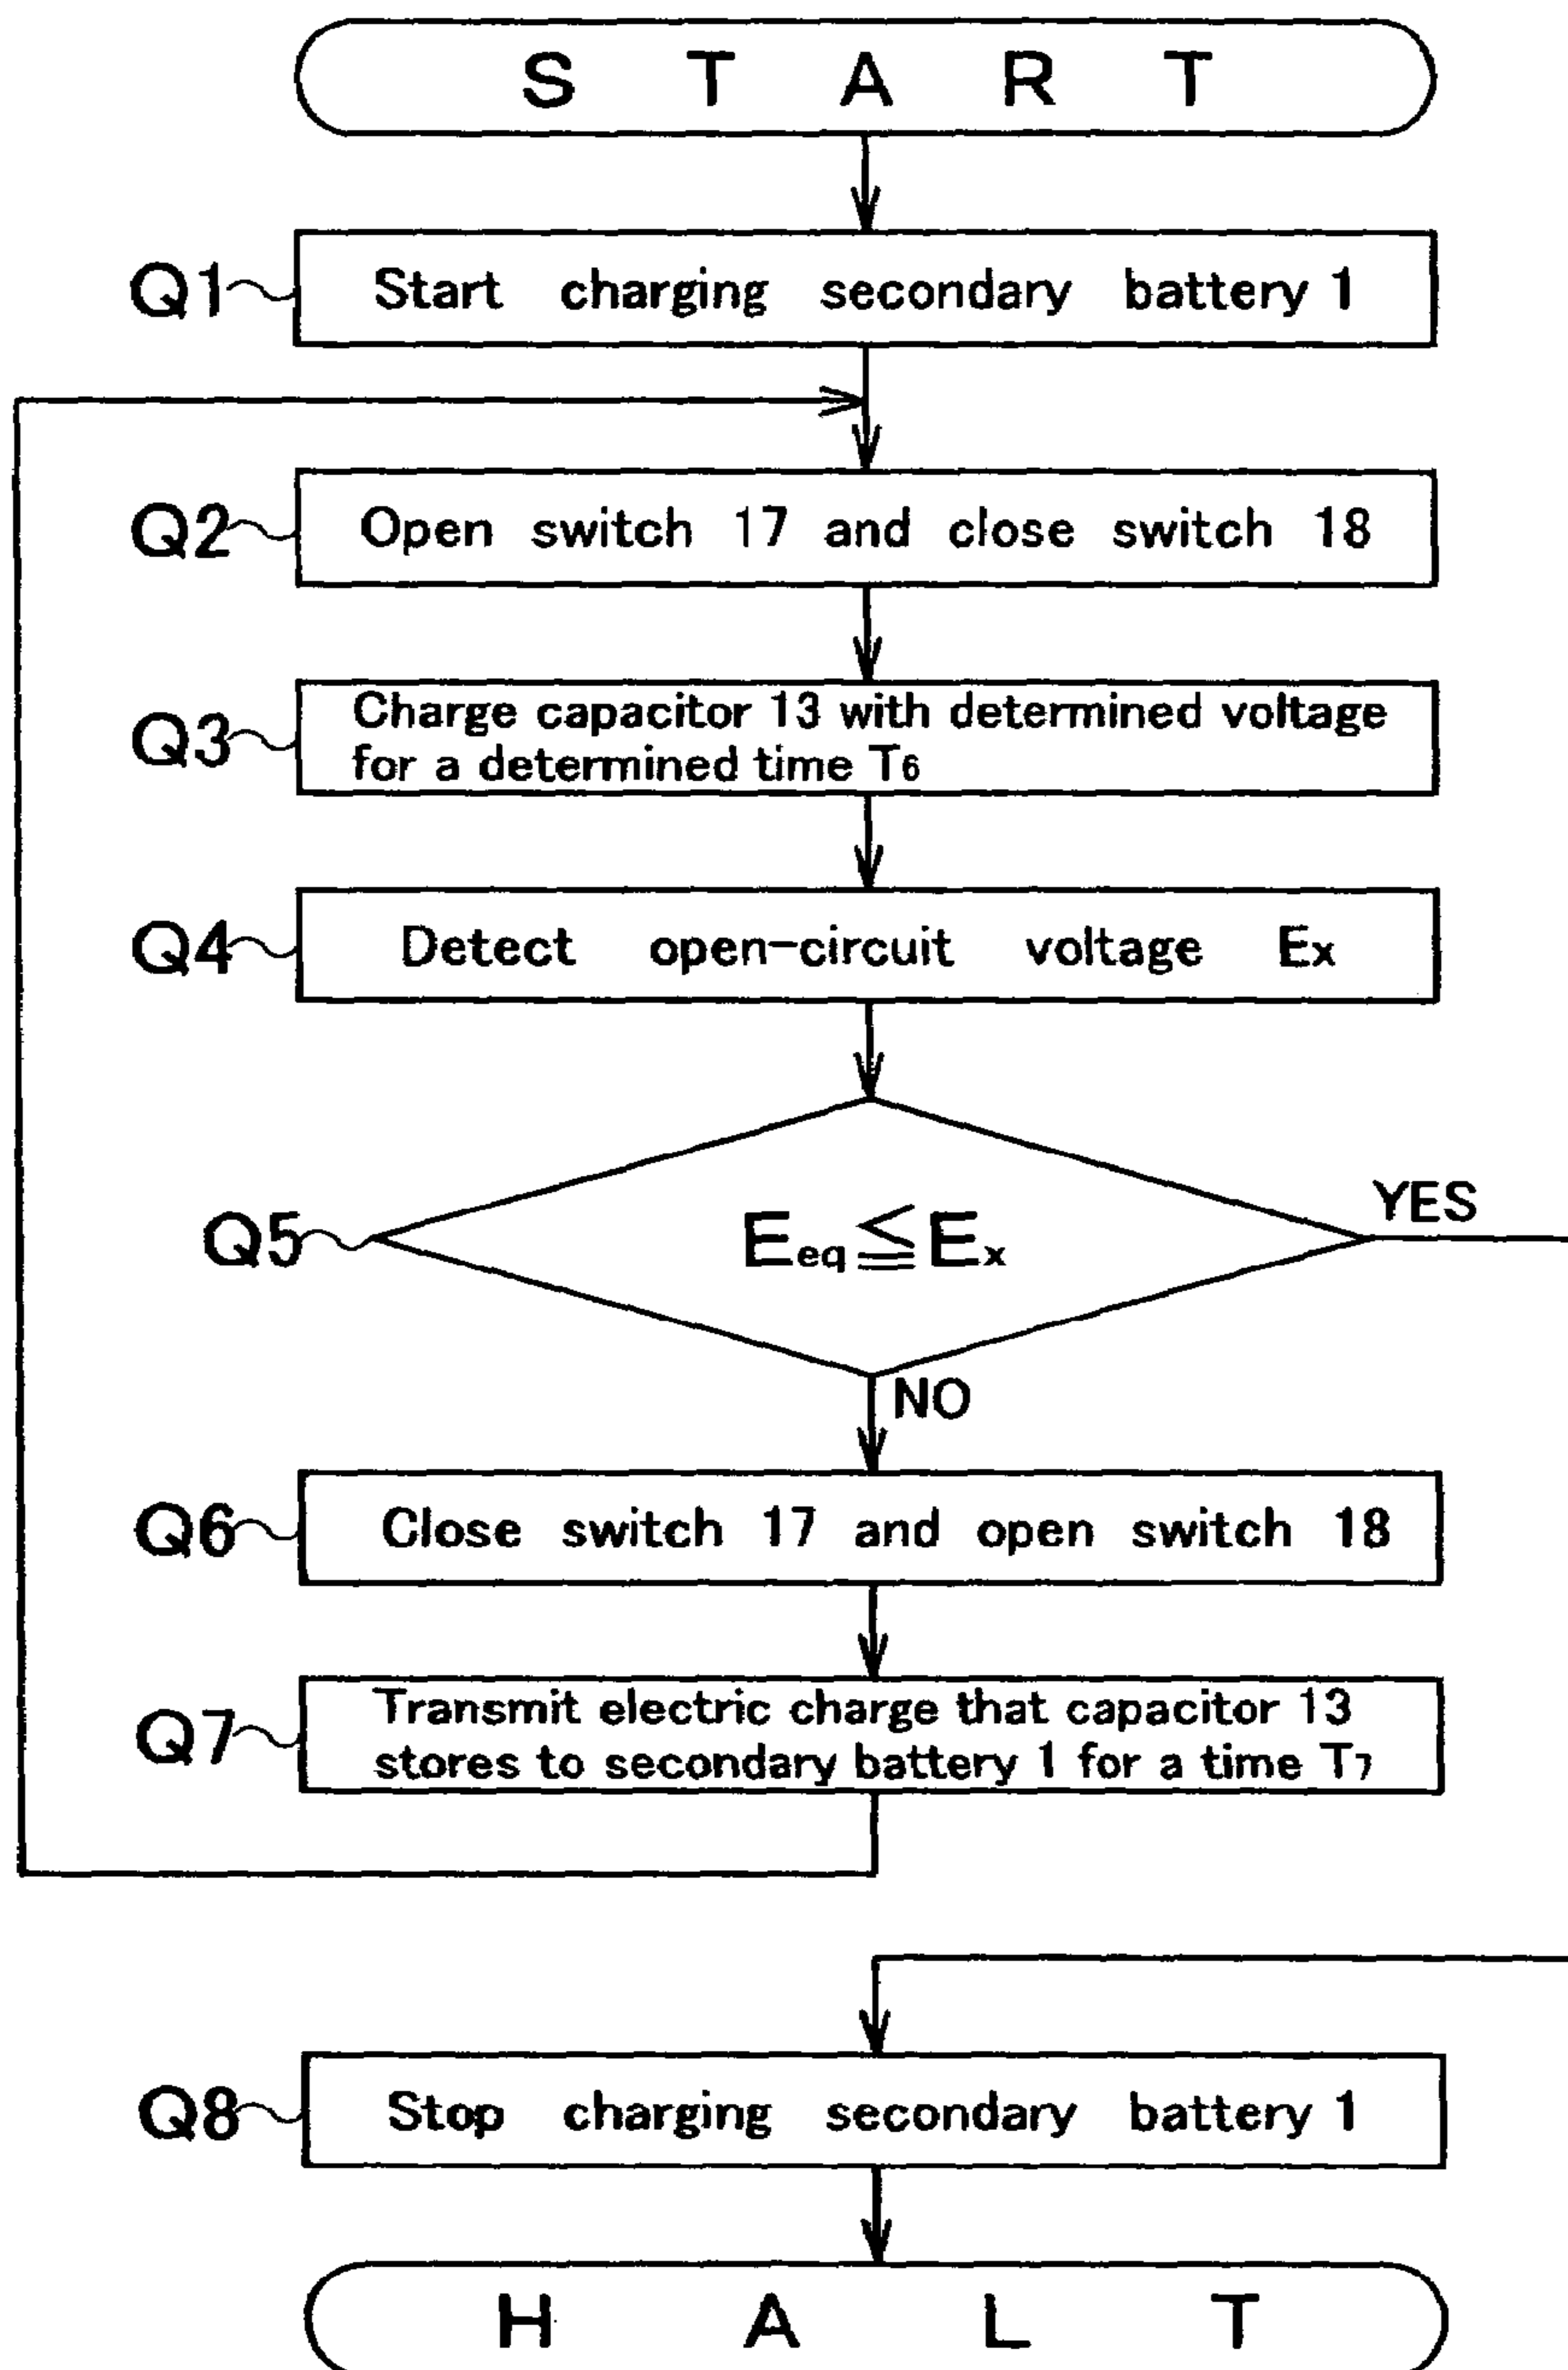 START
Q1 Start charging secondary battery 1
Q2 Open switch 17 and close switch 18
Q3 Charge capacitor 13 with determined voltage
for a determined time T6
Q4 Detect open-circuit voltage Ex
Q5 Eeq≦Ex
YES
NO
Q6 Close switch 17 and open switch 18
Q7 Transmit electric charge that capacitor 13
stores to secondary battery 1 for a time T7
Q8 Stop charging secondary battery 1
HALT